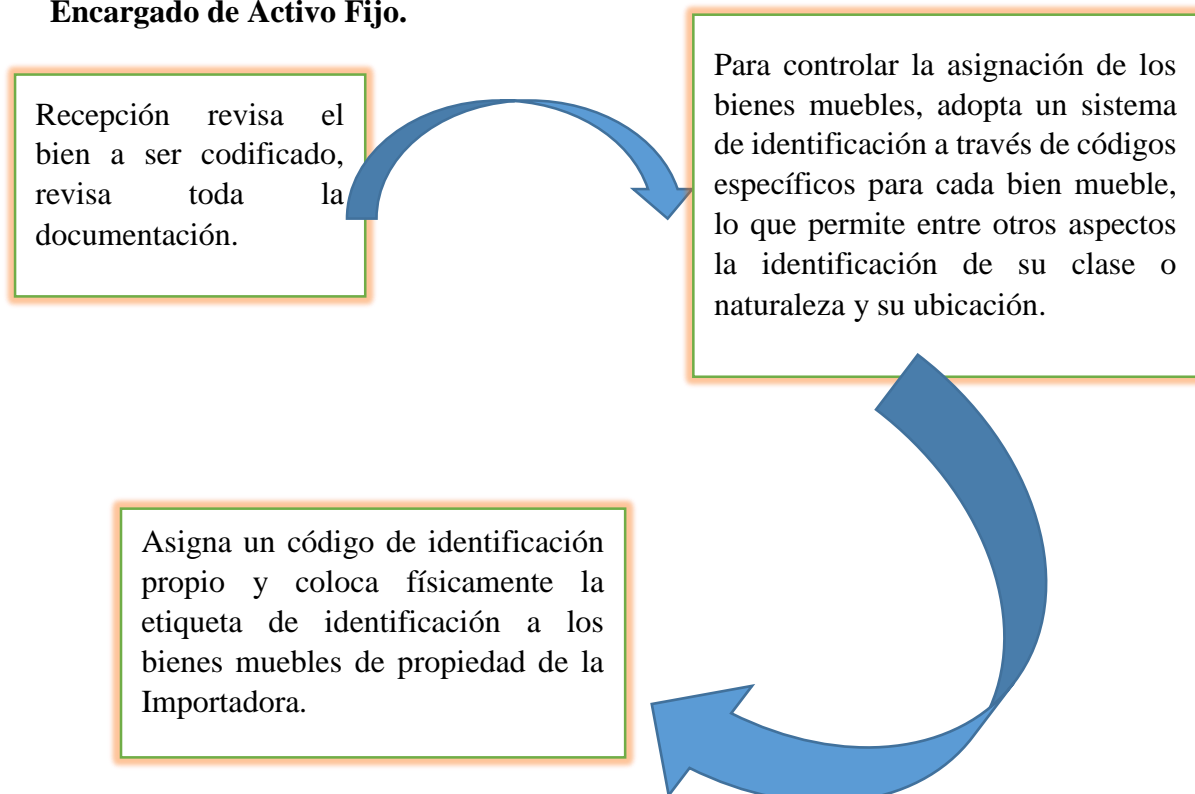 Encargado de Activo Fijo.
Recepción revisa el
bien a ser codificado,
revisa toda la
documentación.
Para controlar la asignación de los
bienes muebles, adopta un sistema
de identificación a través de códigos
específicos para cada bien mueble,
lo que permite entre otros aspectos
la identificación de su clase o
naturaleza y su ubicación.
Asigna un código de identificación
propio y coloca físicamente la
etiqueta de identificación a los
bienes muebles de propiedad de la
Importadora.